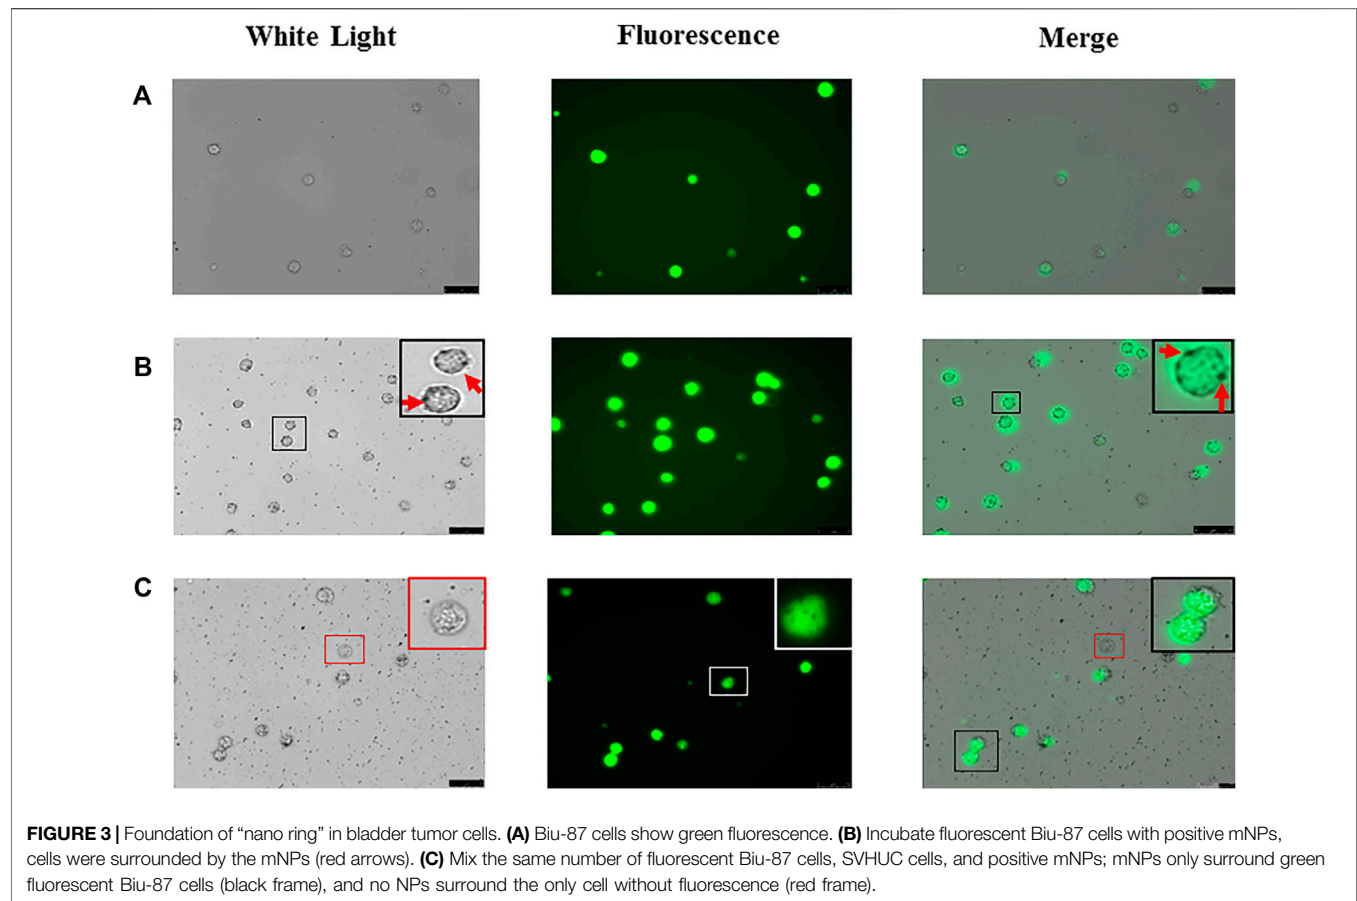 White Light Fluorescence Merge
A
B
C
FIGURE 3 | Foundation of “nano ring” in bladder tumor cells. (A) Biu-87 cells show green fluorescence. (B) Incubate fluorescent Biu-87 cells with positive mNPs,
cells were surrounded by the mNPs (red arrows). (C) Mix the same number of fluorescent Biu-87 cells, SVHUC cells, and positive mNPs; mNPs only surround green
fluorescent Biu-87 cells (black frame), and no NPs surround the only cell without fluorescence (red frame).